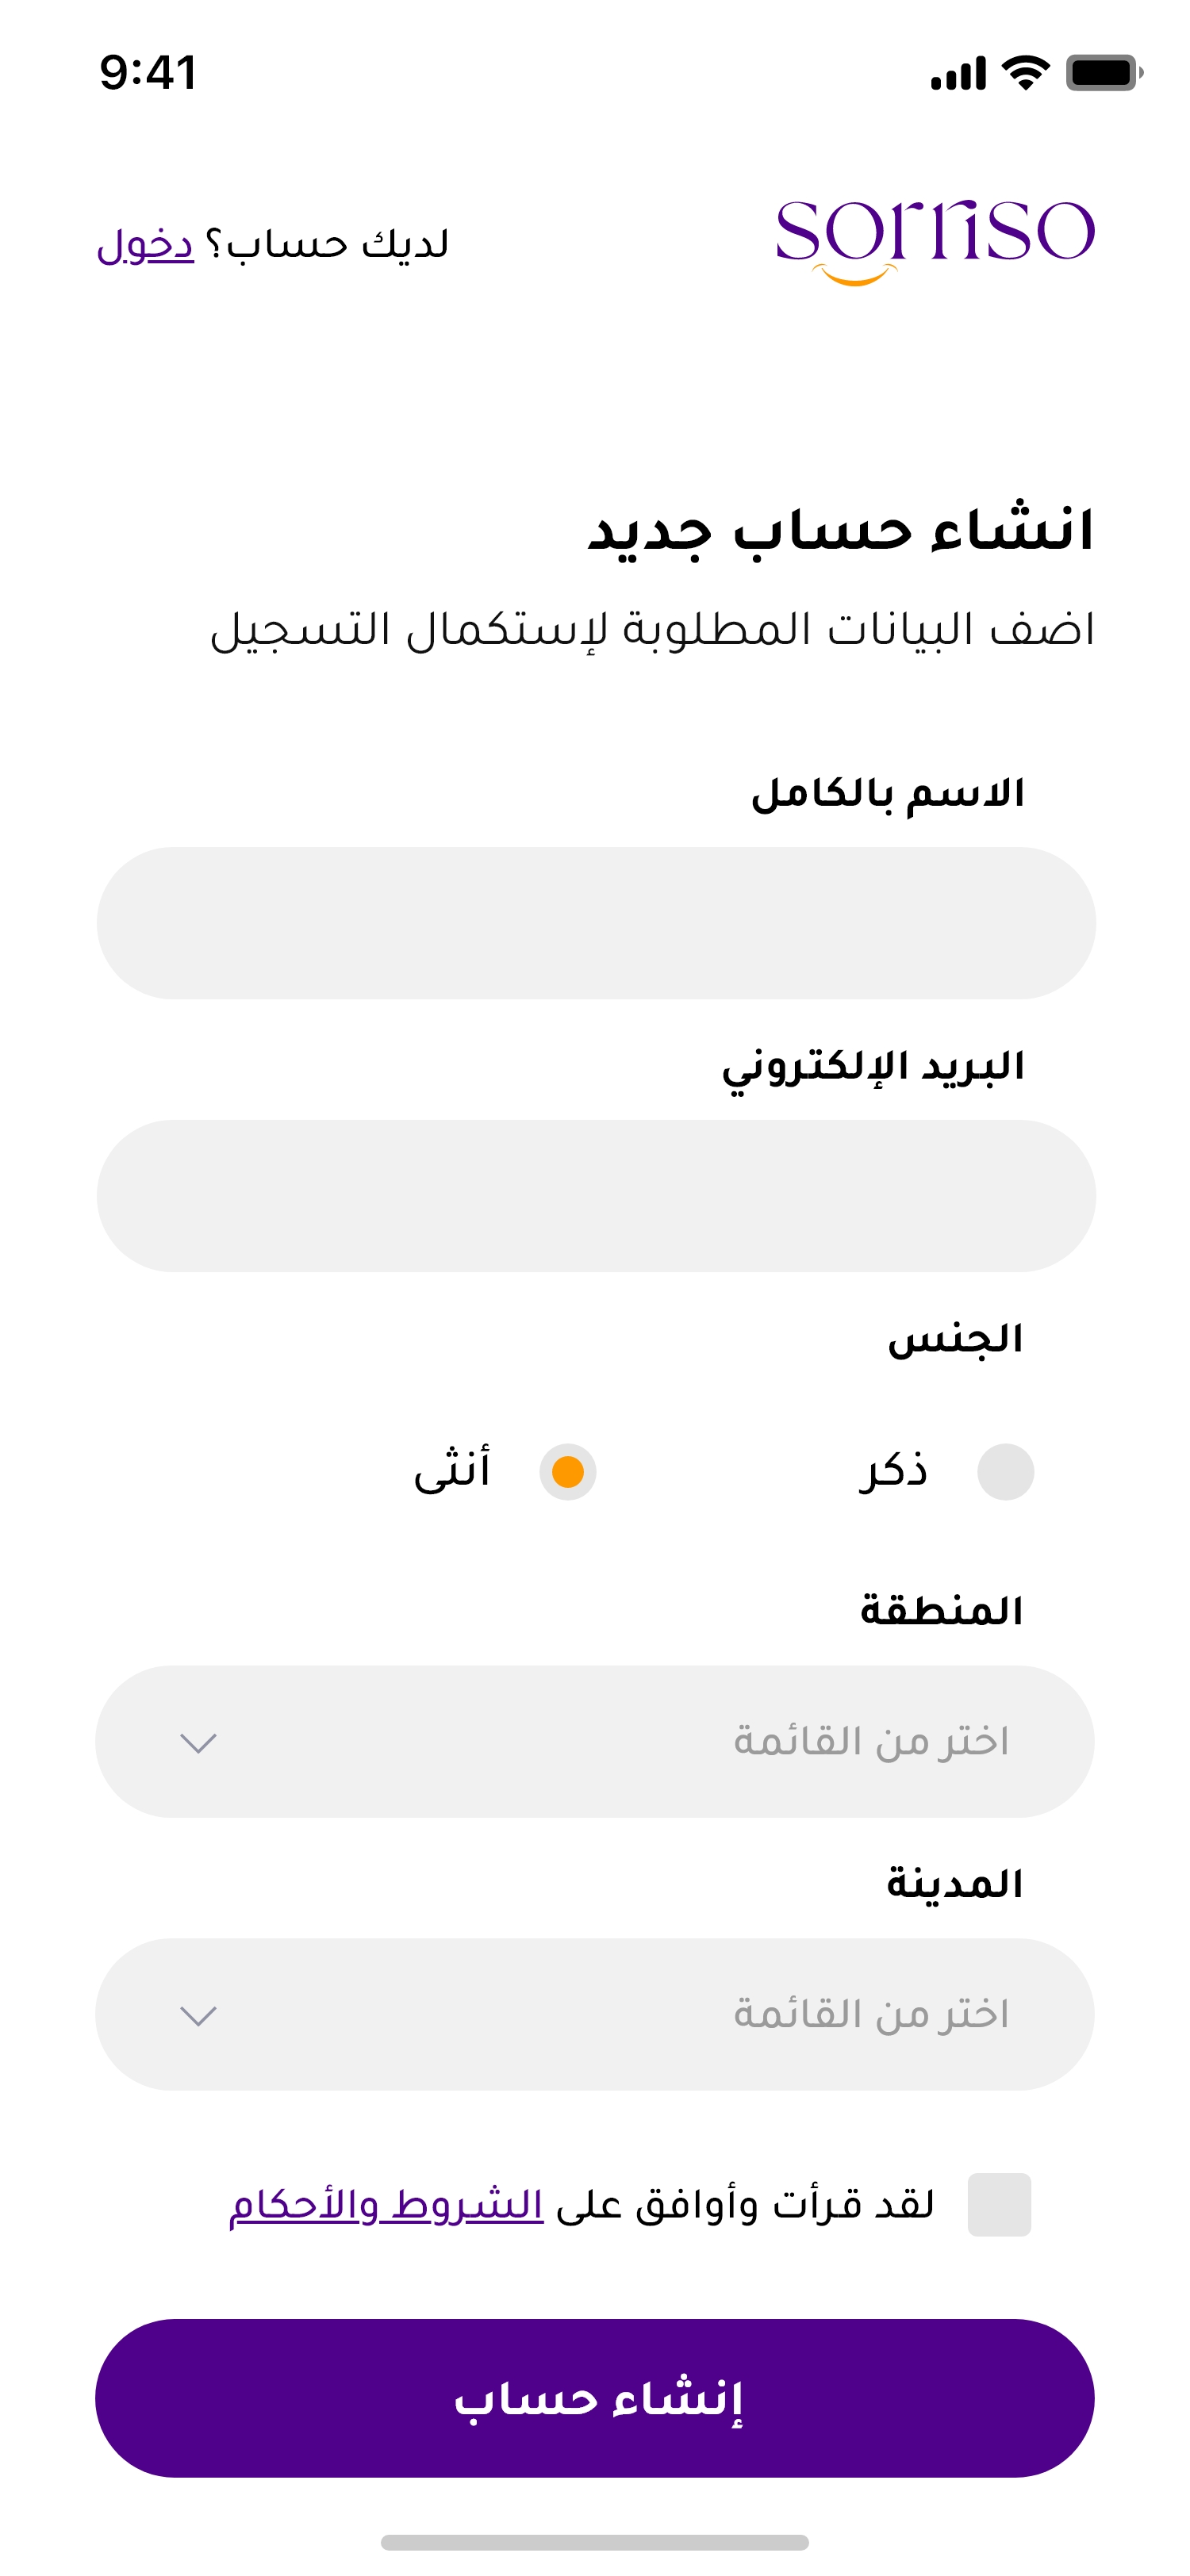 9:41
sorriso
لديك حساب؟ دخول
انشاء حساب جديد
اضف البيانات المطلوبة لإستكمال التسجيل
الاسم بالكامل
البريد الإلكتروني
الجنس
ذكر
أنثى
المنطقة
اختر من القائمة
المدينة
اختر من القائمة
لقد قرأت وأوافق على الشروط والأحكام
إنشاء حساب